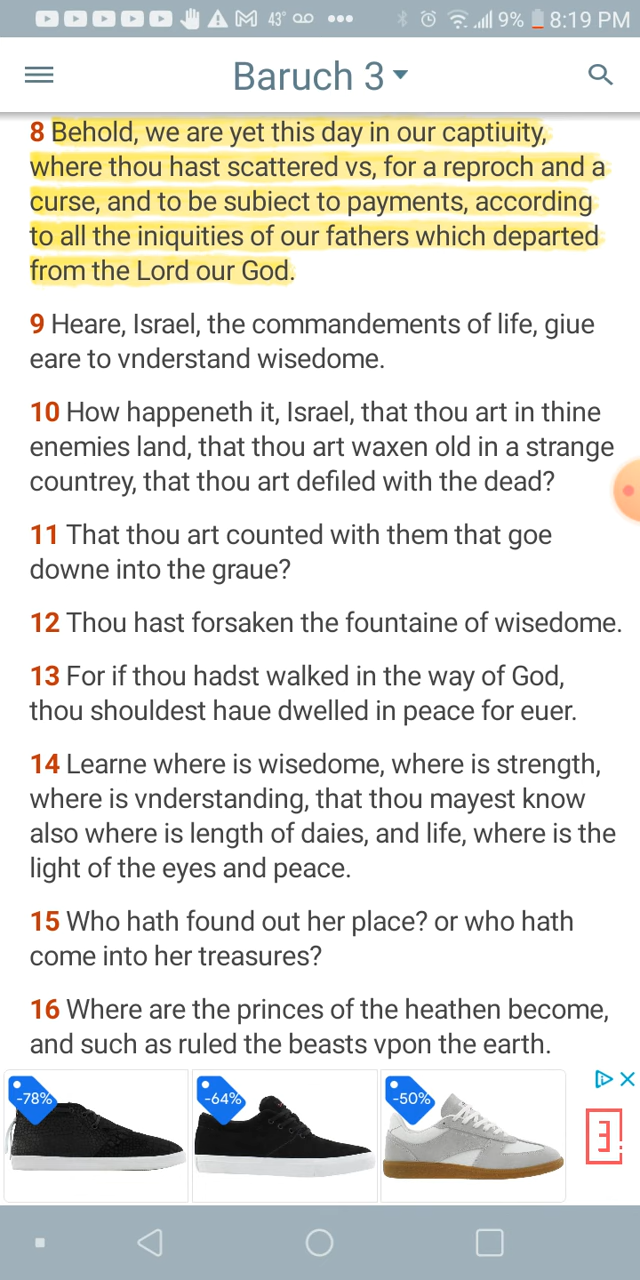 43° 9% 8:19 PM
Baruch 3
8 Behold, we are yet this day in our captiuity,
where thou hast scattered vs, for a reproch and a
curse, and to be subiect to payments, according
to all the iniquities of our fathers which departed
from the Lord our God.
9 Heare, Israel, the commandements of life, giue
eare to vnderstand wisedome.
10 How happeneth it, Israel, that thou art in thine
enemies land, that thou art waxen old in a strange
countrey, that thou art defiled with the dead?
11 That thou art counted with them that goe
downe into the graue?
12 Thou hast forsaken the fountaine of wisedome.
13 For if thou hadst walked in the way of God,
thou shouldest haue dwelled in peace for euer.
14 Learne where is wisedome, where is strength,
where is vnderstanding, that thou mayest know
also where is length of daies, and life, where is the
light of the eyes and peace.
15 Who hath found out her place? or who hath
come into her treasures?
16 Where are the princes of the heathen become,
and such as ruled the beasts vpon the earth.
-78% -64% -50%